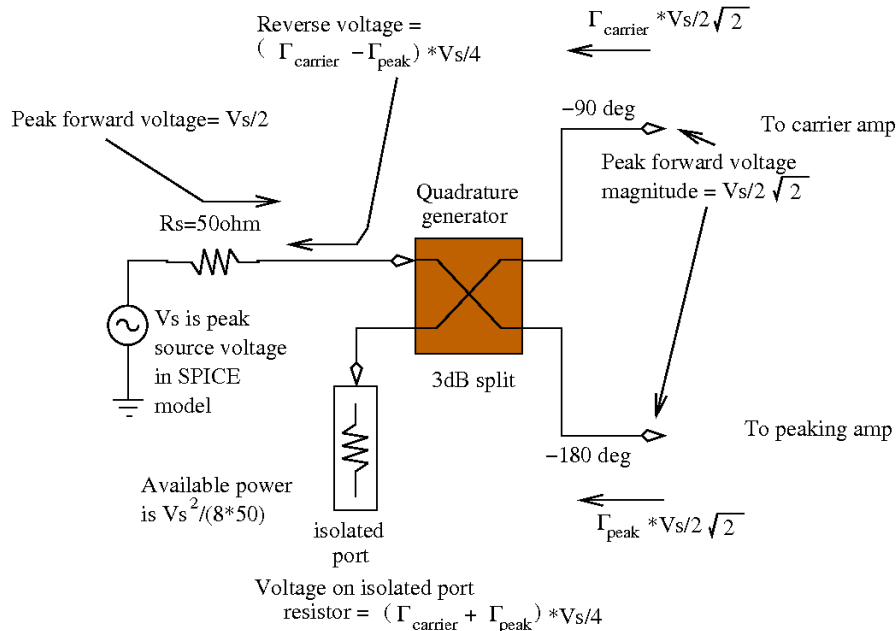 Reverse voltage =
( Γcarrier −Γpeak) *Vs/4
Γcarrier *Vs/2√2
Peak forward voltage= Vs/2
−90 deg
To carrier amp
Peak forward voltage
magnitude = Vs/2√2
Quadrature
generator
Rs=50ohm
Vs is peak
source voltage
in SPICE
model
3dB split
−180 deg
To peaking amp
Available power
is Vs²/(8*50)
isolated
port
Γpeak *Vs/2√2
Voltage on isolated port
resistor = (Γcarrier + Γpeak) *Vs/4